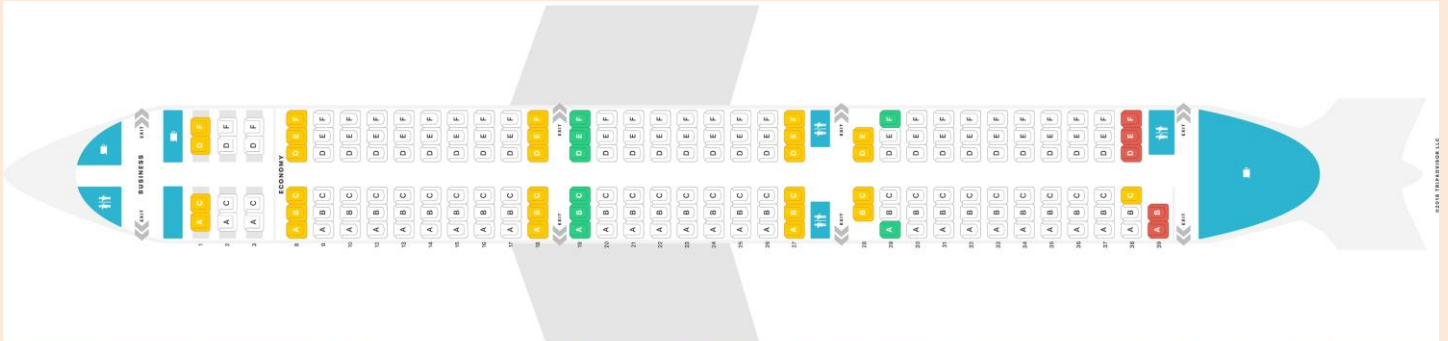 EXIT BUSINESS EXIT
1 A C D F
2 A C D F
3 A C D F
ECONOMY
8 A B C D E F
9 A B C D E F
10 A B C D E F
11 A B C D E F
12 A B C D E F
13 A B C D E F
14 A B C D E F
15 A B C D E F
16 A B C D E F
17 A B C D E F
18 A B C D E F
EXIT EXIT
19 A B C D E F
20 A B C D E F
21 A B C D E F
22 A B C D E F
23 A B C D E F
24 A B C D E F
25 A B C D E F
26 A B C D E F
27 A B C D E F
EXIT EXIT
28 B C D E
29 A B C D E F
30 A B C D E F
31 A B C D E F
32 A B C D E F
33 A B C D E F
34 A B C D E F
35 A B C D E F
36 A B C D E F
37 A B C D E F
38 A B C D E F
39 A B
EXIT EXIT
©2019 TRIPADVISOR LLC